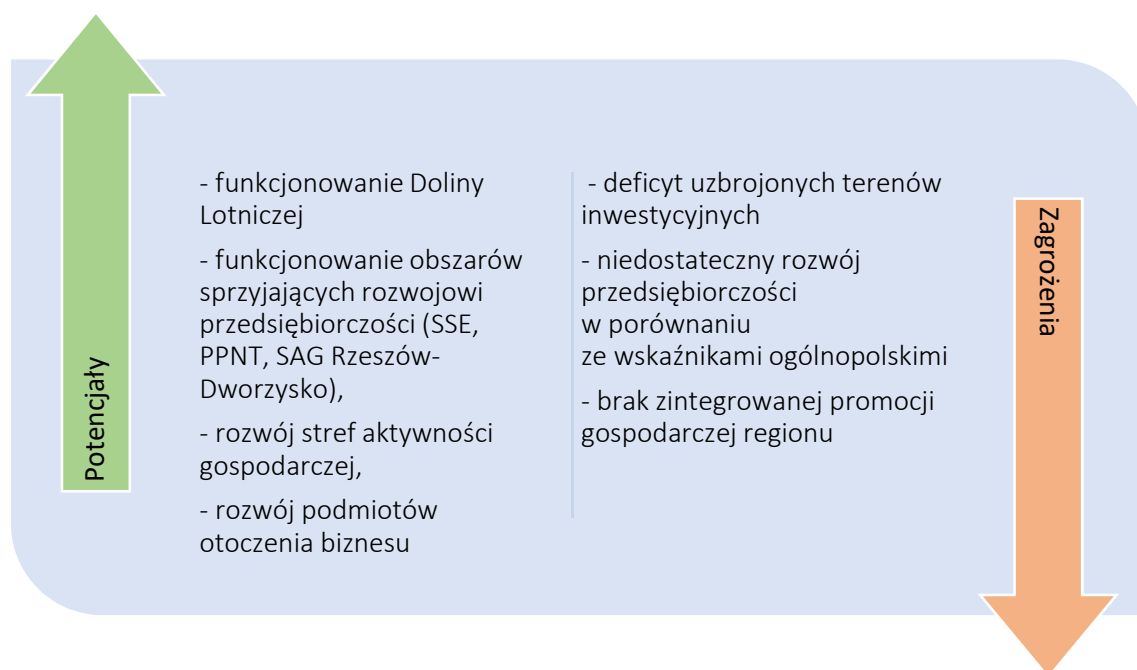 Potencjały
- funkcjonowanie Doliny
Lotniczej
- funkcjonowanie obszarów
sprzyjających rozwojowi
przedsiębiorczości (SSE,
PPNT, SAG Rzeszów-
Dworzysko),
- rozwój stref aktywności
gospodarczej,
- rozwój podmiotów
otoczenia biznesu
- deficyt uzbrojonych terenów
inwestycyjnych
- niedostateczny rozwój
przedsiębiorczości
w porównaniu
ze wskaźnikami ogólnopolskimi
- brak zintegrowanej promocji
gospodarczej regionu
Zagrożenia